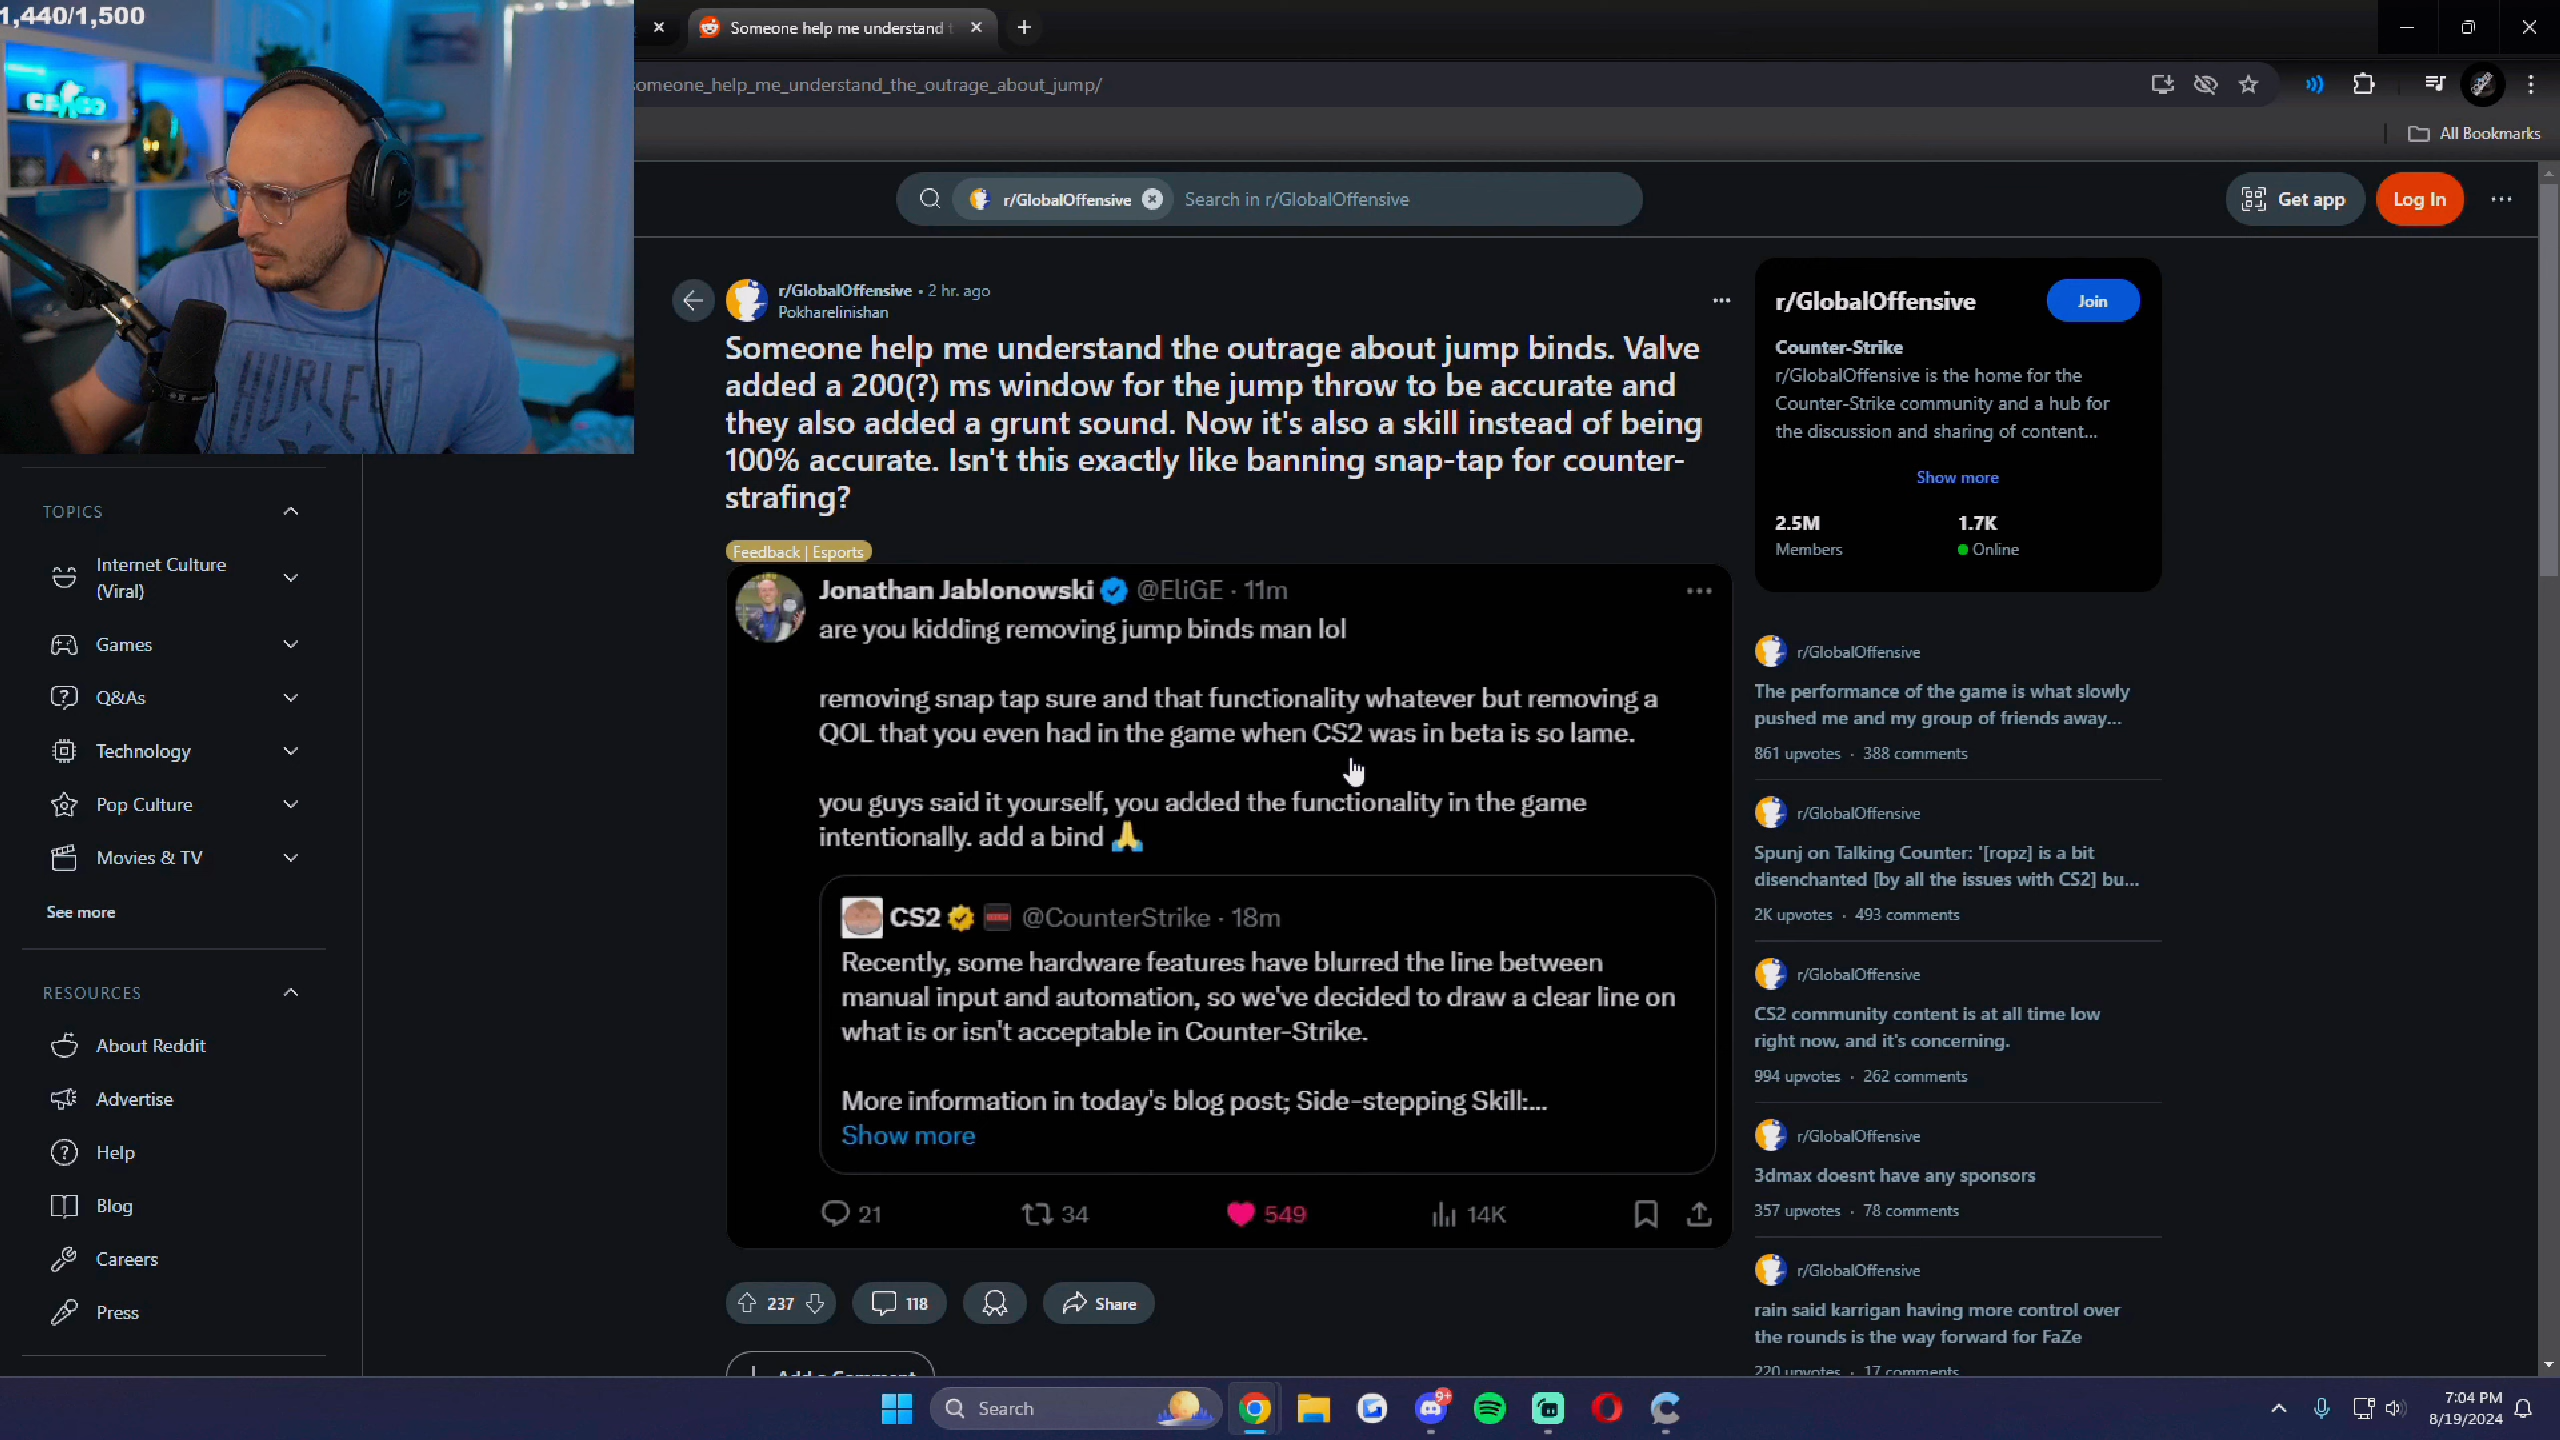 1,440/1,500
Someone help me understand t
omeone_help_me_understand_the_outrage_about_jump/
All Bookmarks
r/GlobalOffensive
Search in r/GlobalOffensive
Get app
Log In
r/GlobalOffensive • 2 hr. ago
Pokharelinishan
Someone help me understand the outrage about jump binds. Valve
added a 200(?) ms window for the jump throw to be accurate and
they also added a grunt sound. Now it's also a skill instead of being
100% accurate. Isn't this exactly like banning snap-tap for counter-
strafing?
Feedback | Esports
Jonathan Jablonowski @EliGE · 11m
are you kidding removing jump binds man lol
removing snap tap sure and that functionality whatever but removing a
QOL that you even had in the game when CS2 was in beta is so lame.
you guys said it yourself, you added the functionality in the game
intentionally. add a bind 🙏
CS2 @CounterStrike · 18m
Recently, some hardware features have blurred the line between
manual input and automation, so we've decided to draw a clear line on
what is or isn't acceptable in Counter-Strike.
More information in today's blog post; Side-stepping Skill:...
Show more
21
34
549
14K
237
118
Share
Add a Comment
TOPICS
Internet Culture
(Viral)
Games
Q&As
Technology
Pop Culture
Movies & TV
See more
RESOURCES
About Reddit
Advertise
Help
Blog
Careers
Press
r/GlobalOffensive
Join
Counter-Strike
r/GlobalOffensive is the home for the
Counter-Strike community and a hub for
the discussion and sharing of content...
Show more
2.5M
Members
1.7K
Online
r/GlobalOffensive
The performance of the game is what slowly
pushed me and my group of friends away...
861 upvotes · 388 comments
r/GlobalOffensive
Spunj on Talking Counter: '[ropz] is a bit
disenchanted [by all the issues with CS2] bu...
2K upvotes · 493 comments
r/GlobalOffensive
CS2 community content is at all time low
right now, and it's concerning.
994 upvotes · 262 comments
r/GlobalOffensive
3dmax doesnt have any sponsors
357 upvotes · 78 comments
r/GlobalOffensive
rain said karrigan having more control over
the rounds is the way forward for FaZe
220 upvotes · 17 comments
Search
9+
7:04 PM
8/19/2024
HURLEY